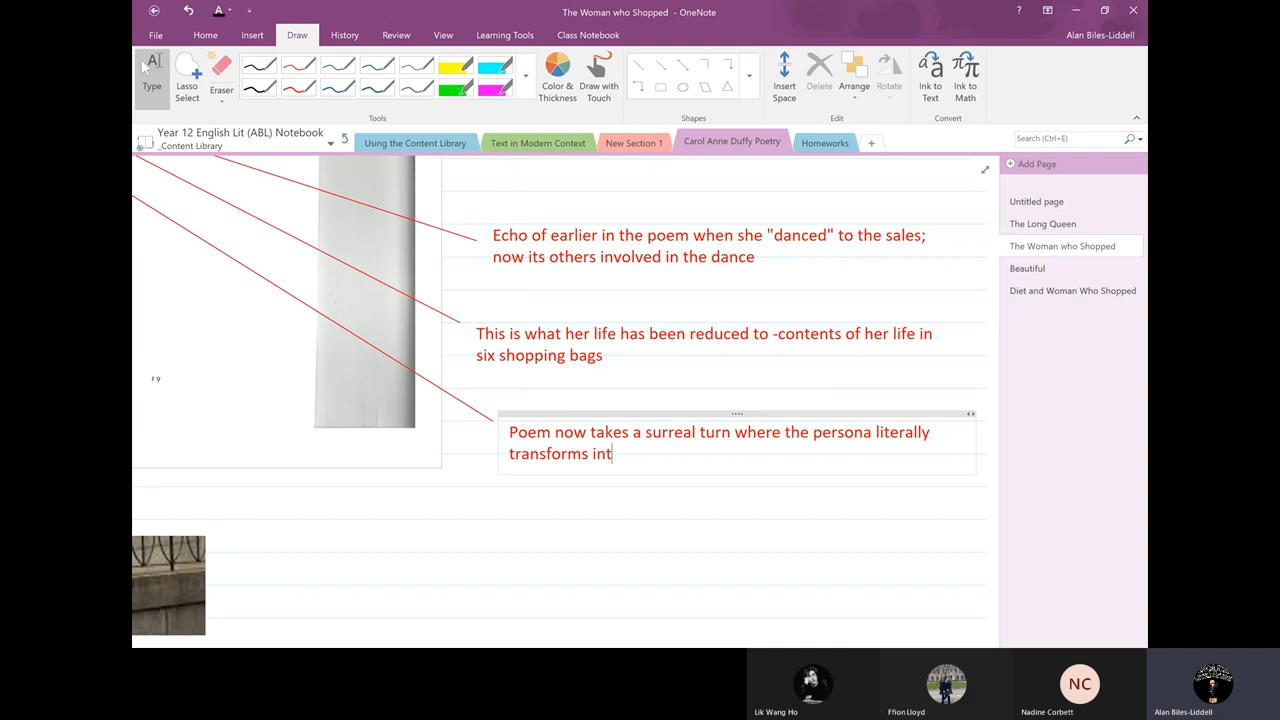 The Woman who Shopped - OneNote
?
File
Home
Insert
Draw
History
Review
View
Learning Tools
Class Notebook
Alan Biles-Liddell
Type
Lasso
Select
Eraser
Color &
Thickness
Draw with
Touch
Insert
Space
Delete
Arrange
Rotate
Ink to
Text
Ink to
Math
Tools
Shapes
Edit
Convert
Year 12 English Lit (ABL) Notebook
_Content Library
Using the Content Library
Text in Modern Context
New Section 1
Carol Anne Duffy Poetry
Homeworks
Search (Ctrl+E)
Add Page
Untitled page
The Long Queen
The Woman who Shopped
Beautiful
Diet and Woman Who Shopped
Echo of earlier in the poem when she "danced" to the sales;
now its others involved in the dance
This is what her life has been reduced to -contents of her life in
six shopping bags
19
Poem now takes a surreal turn where the persona literally
transforms int
NC
Lik Wang Ho
Ffion Lloyd
Nadine Corbett
Alan Biles-Liddell